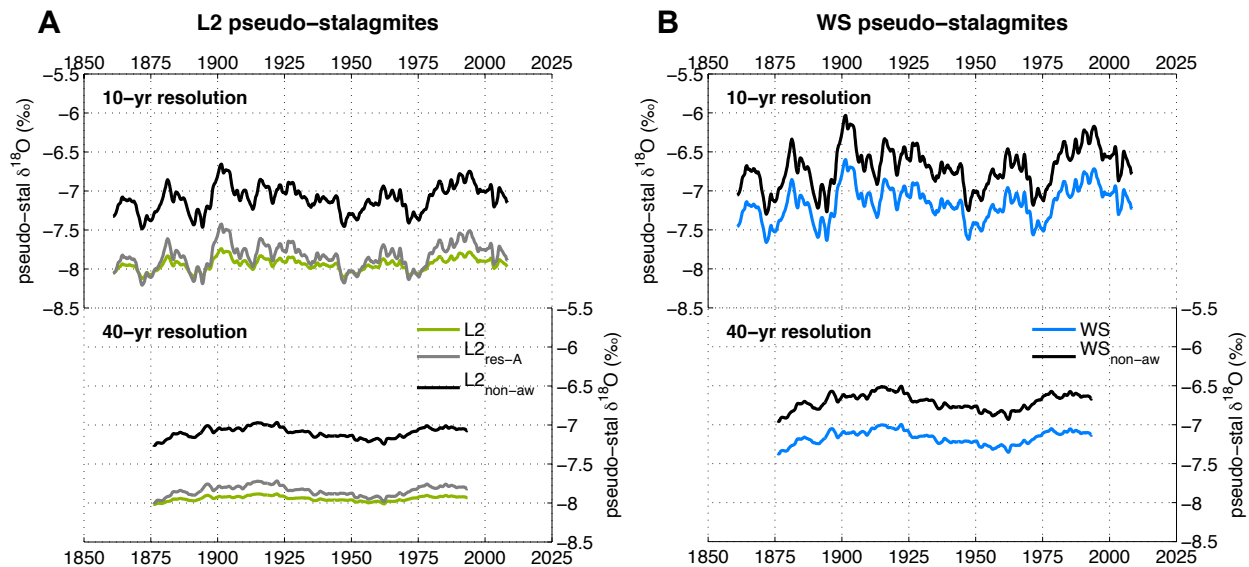 A L2 pseudo−stalagmites
1850 1875 1900 1925 1950 1975 2000 2025
10−yr resolution
−5.5
−6
−6.5
−7
−7.5
−8
−8.5
pseudo−stal δ18O (‰)
40−yr resolution
L2
L2res−A
L2non−aw
−5.5
−6
−6.5
−7
−7.5
−8
−8.5
pseudo−stal δ18O (‰)
1850 1875 1900 1925 1950 1975 2000 2025
B WS pseudo−stalagmites
1850 1875 1900 1925 1950 1975 2000 2025
10−yr resolution
−5.5
−6
−6.5
−7
−7.5
−8
−8.5
pseudo−stal δ18O (‰)
40−yr resolution
WS
WSnon−aw
−5.5
−6
−6.5
−7
−7.5
−8
−8.5
pseudo−stal δ18O (‰)
1850 1875 1900 1925 1950 1975 2000 2025